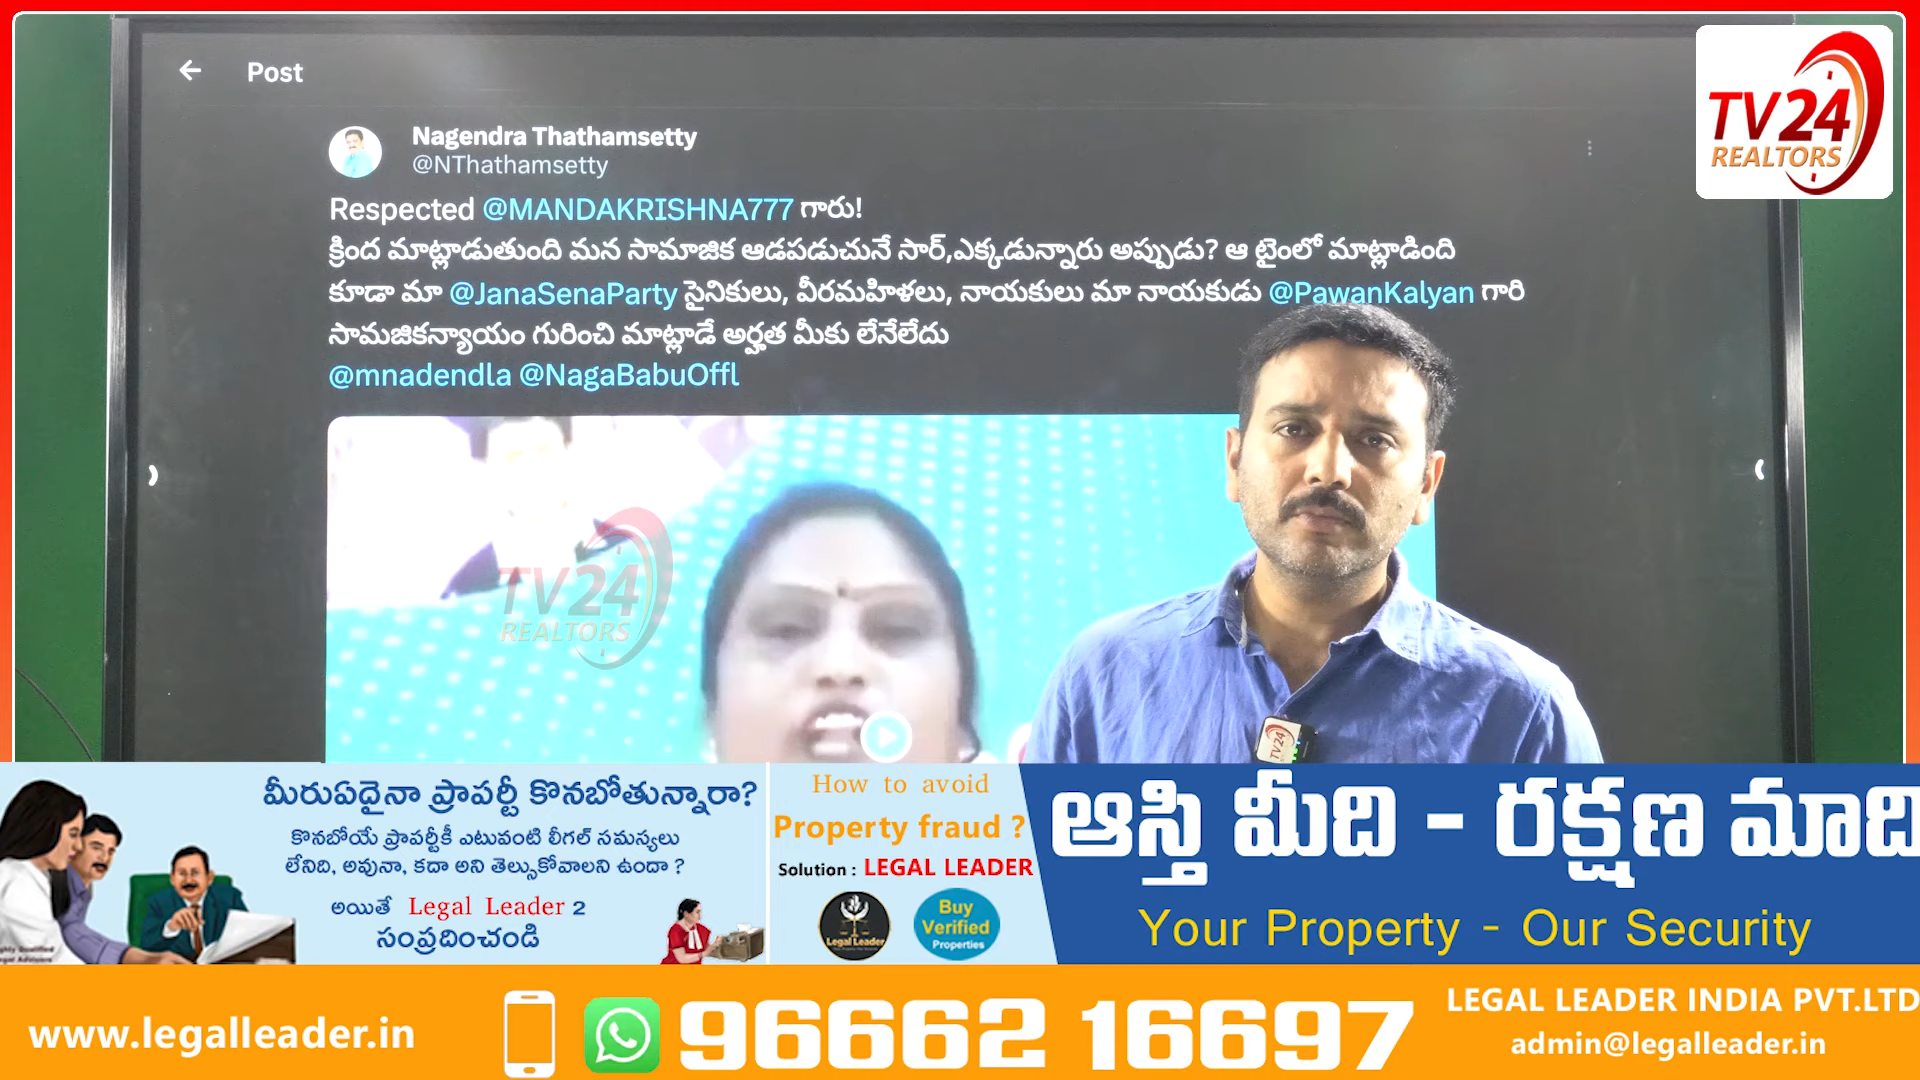 Post
Nagendra Thathamsetty
@NThathamsetty
Respected @MANDAKRISHNA777 గారు!
క్రింద మాట్లాడుతుంది మన సామాజిక ఆడపడుచునే సార్,ఎక్కడున్నారు అప్పుడు? ఆ టైంలో మాట్లాడింది
కూడా మా @JanaSenaParty సైనికులు, వీరమహిళలు, నాయకులు మా నాయకుడు @PawanKalyan గారి
సామజికన్యాయం గురించి మాట్లాడే అర్హత మీకు లేనేలేదు
@mnadendla @NagaBabuOffl
TV24
REALTORS
TV24
REALTORS
TV24
మీరుఏదైనా ప్రాపర్టీ కొనబోతున్నారా?
కొనబోయే ప్రాపర్టీకీ ఎటువంటి లీగల్ సమస్యలు
లేనిది, అవునా, కదా అని తెల్సుకోవాలని ఉందా ?
అయితే Legal Leader 2
సంప్రదించండి
How to avoid
Property fraud ?
Solution : LEGAL LEADER
Legal Leader
Buy
Verified
Properties
ఆస్తి మీది - రక్షణ మాది
Your Property - Our Security
www.legalleader.in
96662 16697
LEGAL LEADER INDIA PVT.LTD
admin@legalleader.in